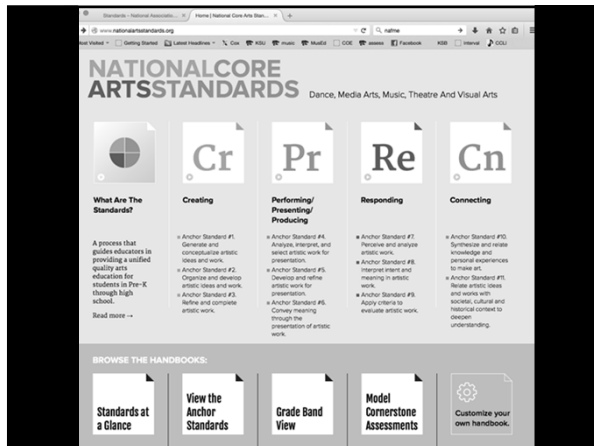 Standards - National Associatio...
Home | National Core Arts Stan...
www.nationalartsstandards.org
nafme
Most Visited
Getting Started
Latest Headlines
Cox
KSU
music
MusEd
COE
assess
Facebook
KSB
Interval
CCLI
NATIONALCORE
ARTSSTANDARDS
Dance, Media Arts, Music, Theatre And Visual Arts
Cr
Pr
Re
Cn
What Are The
Standards?
A process that
guides educators in
providing a unified
quality arts
education for
students in Pre-K
through high
school.
Read more →
Creating
Anchor Standard #1.
Generate and
conceptualize artistic
ideas and work.
Anchor Standard #2.
Organize and develop
artistic ideas and work.
Anchor Standard #3.
Refine and complete
artistic work.
Performing/
Presenting/
Producing
Anchor Standard #4.
Analyze, interpret, and
select artistic work for
presentation.
Anchor Standard #5.
Develop and refine
artistic work for
presentation.
Anchor Standard #6.
Convey meaning
through the
presentation of artistic
work.
Responding
Anchor Standard #7.
Perceive and analyze
artistic work.
Anchor Standard #8.
Interpret intent and
meaning in artistic
work.
Anchor Standard #9.
Apply criteria to
evaluate artistic work.
Connecting
Anchor Standard #10.
Synthesize and relate
knowledge and
personal experiences
to make art.
Anchor Standard #11.
Relate artistic ideas
and works with
societal, cultural and
historical context to
deepen
understanding.
BROWSE THE HANDBOOKS:
Standards at
a Glance
View the
Anchor
Standards
Grade Band
View
Model
Cornerstone
Assessments
Customize your
own handbook.